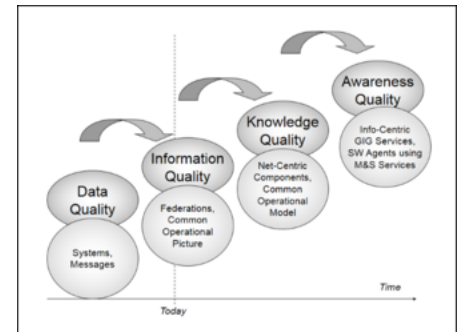 Data
Quality
Systems,
Messages
Information
Quality
Federations,
Common
Operational
Picture
Knowledge
Quality
Net-Centric
Components,
Common
Operational
Model
Awareness
Quality
Info-Centric
GIG Services,
SW Agents using
M&S Services
Time
Today